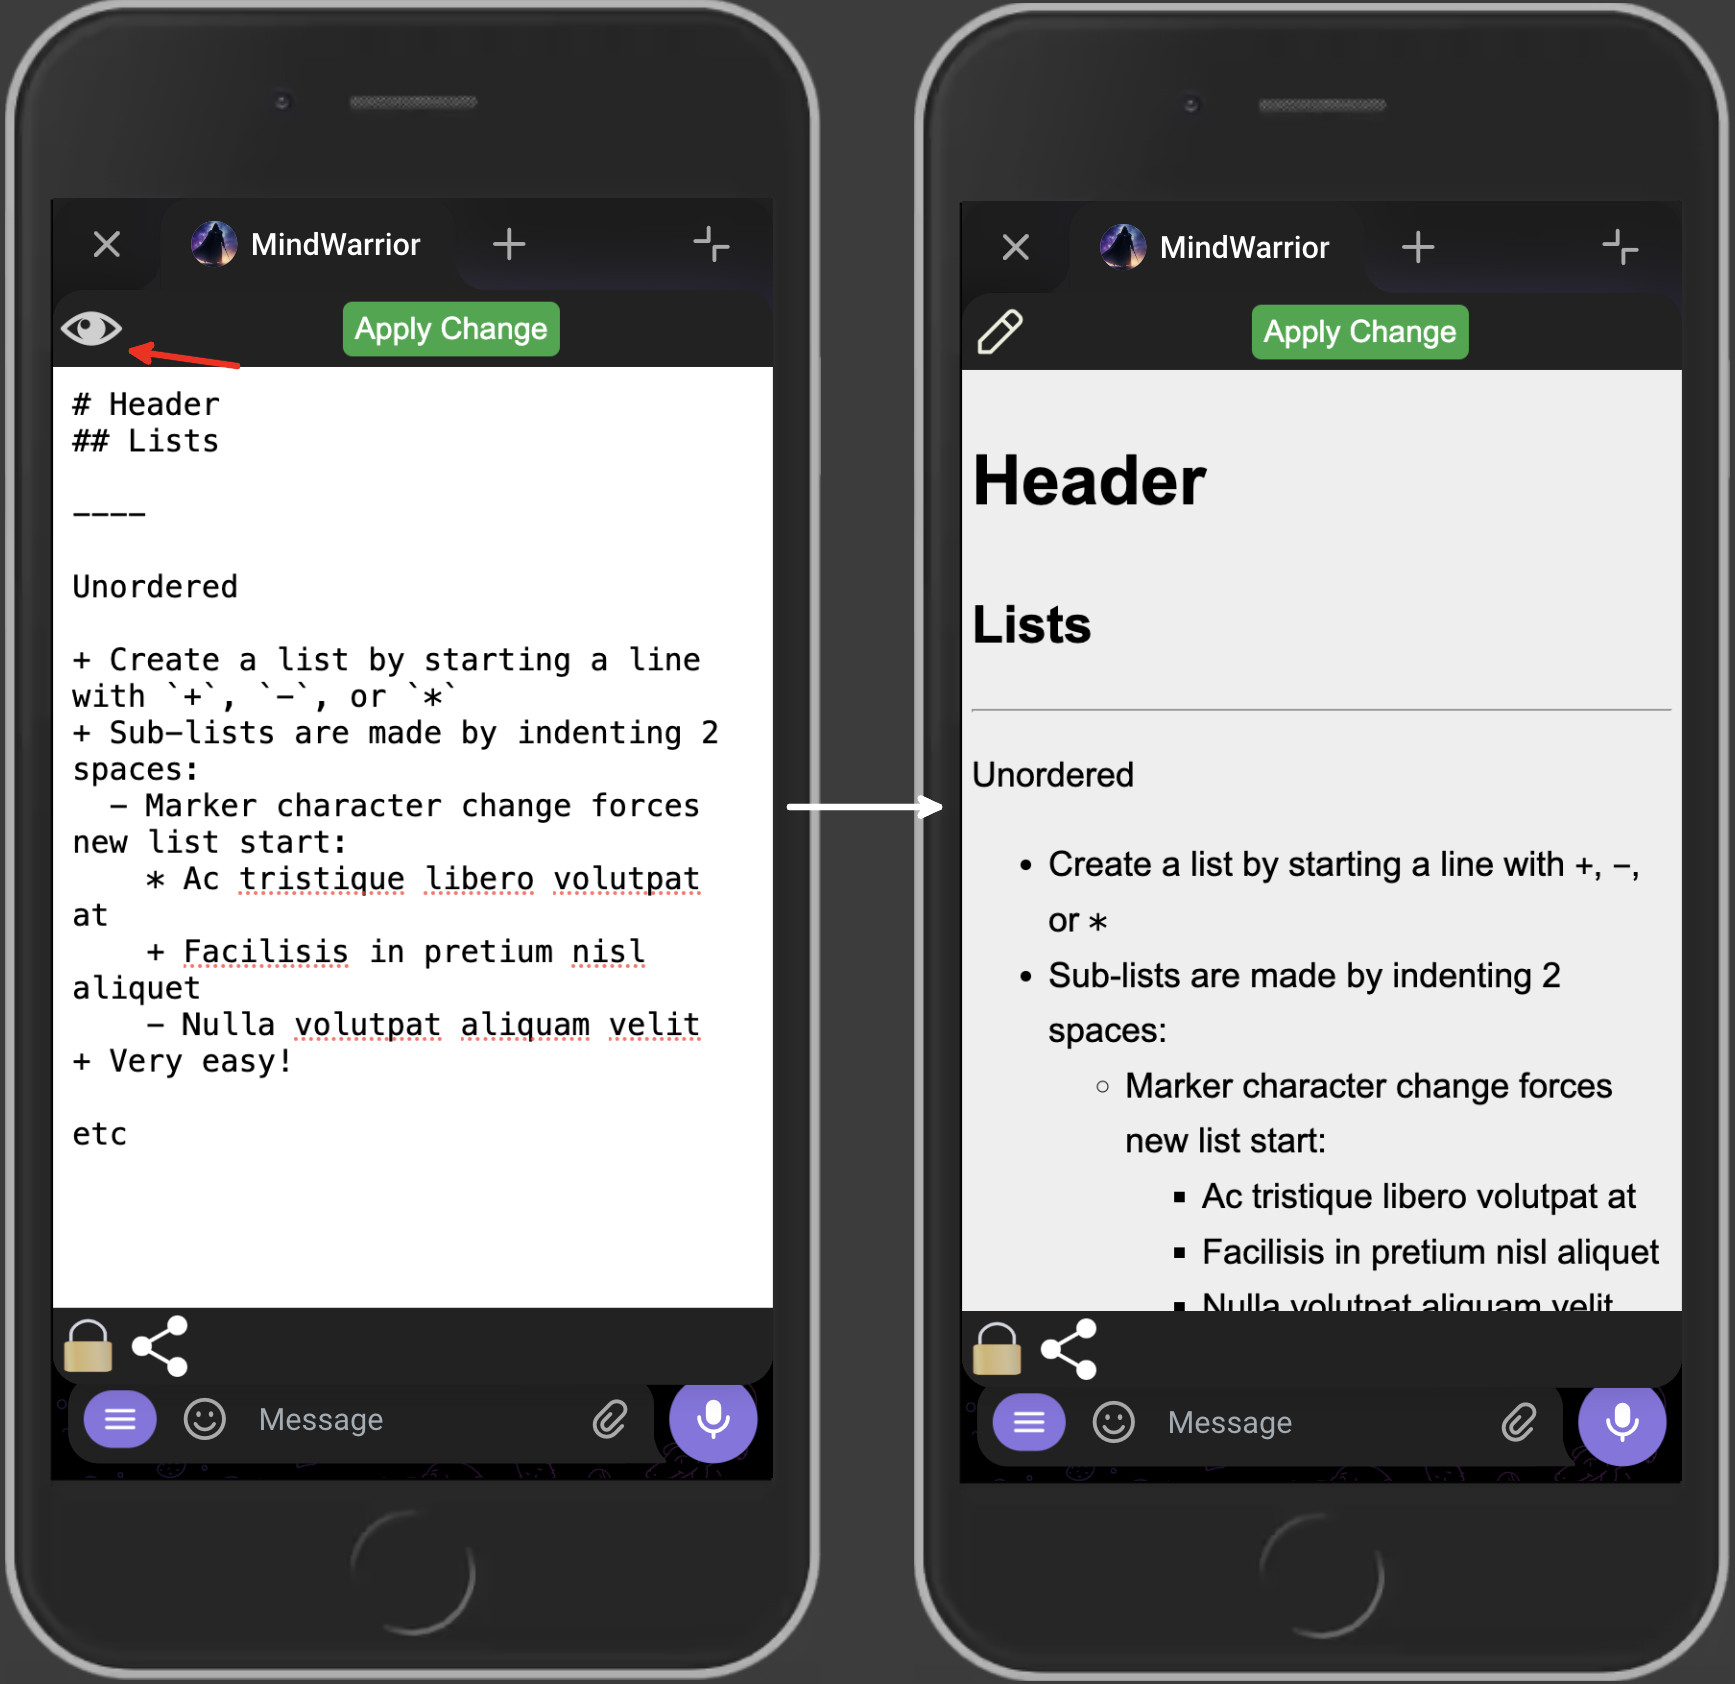 MindWarrior
Apply Change
# Header
## Lists
----
Unordered
+ Create a list by starting a line
with `+`, `-`, or `*`
+ Sub-lists are made by indenting 2
spaces:
  - Marker character change forces
new list start:
    * Ac tristique libero volutpat
at
    + Facilisis in pretium nisl
aliquet
    - Nulla volutpat aliquam velit
+ Very easy!
etc
Message
MindWarrior
Apply Change
Header
Lists
Unordered
• Create a list by starting a line with +, -,
or *
• Sub-lists are made by indenting 2
spaces:
◦ Marker character change forces
new list start:
▪ Ac tristique libero volutpat at
▪ Facilisis in pretium nisl aliquet
▪ Nulla volutpat aliquam velit
Message